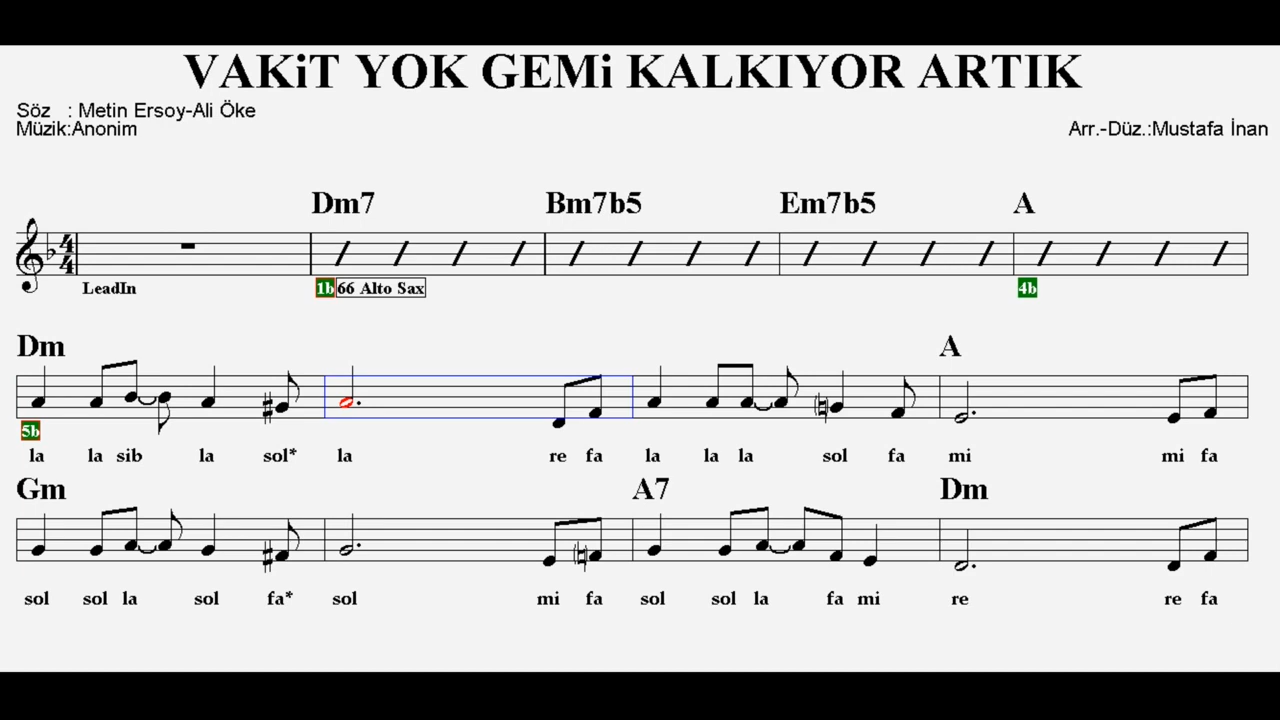 VAKiT YOK GEMi KALKIYOR ARTIK
Söz : Metin Ersoy-Ali Öke
Müzik:Anonim
Arr.-Düz.:Mustafa İnan
Dm7 Bm7b5 Em7b5 A
4 4
LeadIn 1b 66 Alto Sax 4b
Dm A
5b
la la sib la sol* la re fa la la la sol fa mi mi fa
Gm A7 Dm
sol sol la sol fa* sol mi fa sol sol la fa mi re re fa